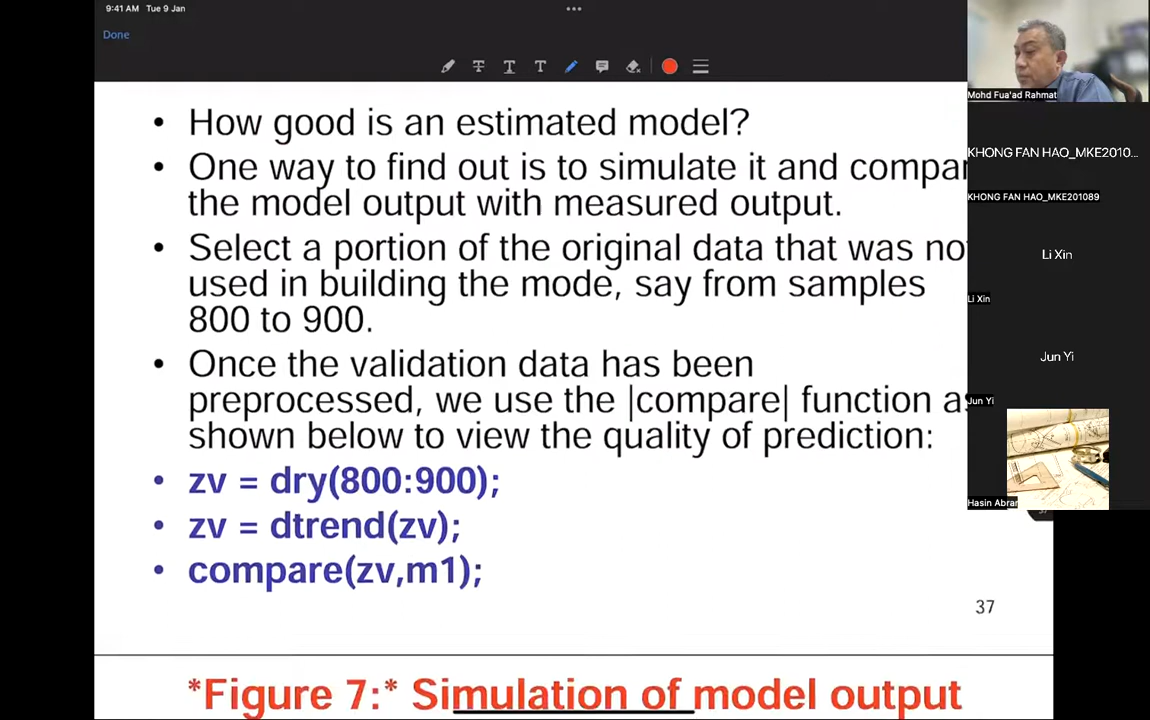 9:41 AM Tue 9 Jan
Done
• How good is an estimated model?
• One way to find out is to simulate it and compar
the model output with measured output.
• Select a portion of the original data that was no
used in building the mode, say from samples
800 to 900.
• Once the validation data has been
preprocessed, we use the |compare| function as
shown below to view the quality of prediction:
• zv = dry(800:900);
• zv = dtrend(zv);
• compare(zv,m1);
37
*Figure 7:* Simulation of model output
Mohd Fua'ad Rahmat
KHONG FAN HAO_MKE2010...
KHONG FAN HAO_MKE201089
Li Xin
Li Xin
Jun Yi
Jun Yi
Hasin Abrar